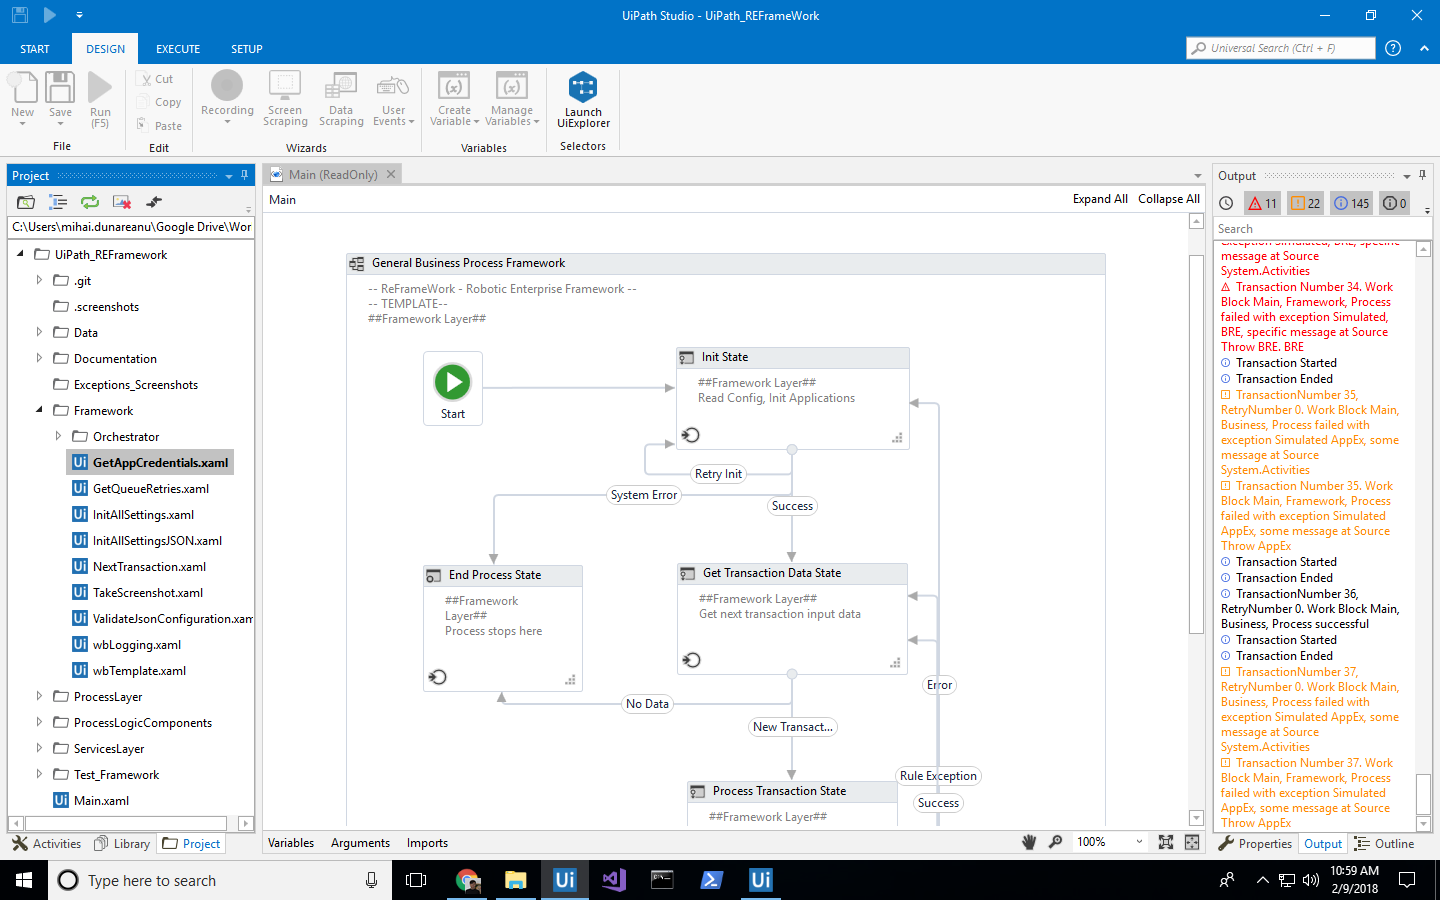 UiPath Studio - UiPath_REFrameWork
START
DESIGN
EXECUTE
SETUP
Universal Search (Ctrl + F)
New
Save
Run
(F5)
Cut
Copy
Paste
Recording
Screen
Scraping
Data
Scraping
User
Events
Create
Variable
Manage
Variables
Launch
UiExplorer
File
Edit
Wizards
Variables
Selectors
Project
C:\Users\mihai.dunareanu\Google Drive\Wor
UiPath_REFramework
.git
.screenshots
Data
Documentation
Exceptions_Screenshots
Framework
Orchestrator
GetAppCredentials.xaml
GetQueueRetries.xaml
InitAllSettings.xaml
InitAllSettingsJSON.xaml
NextTransaction.xaml
TakeScreenshot.xaml
ValidateJsonConfiguration.xam
wbLogging.xaml
wbTemplate.xaml
ProcessLayer
ProcessLogicComponents
ServicesLayer
Test_Framework
Main.xaml
Activities
Library
Project
Main (ReadOnly)
Main
Expand All
Collapse All
General Business Process Framework
-- ReFrameWork - Robotic Enterprise Framework --
-- TEMPLATE--
##Framework Layer##
Start
Init State
##Framework Layer##
Read Config, Init Applications
Retry Init
System Error
Success
End Process State
##Framework
Layer##
Process stops here
Get Transaction Data State
##Framework Layer##
Get next transaction input data
No Data
Error
New Transact...
Rule Exception
Success
Process Transaction State
##Framework Layer##
Variables
Arguments
Imports
100%
Output
11
22
145
0
Search
exception Simulated, BRE, specific
message at Source
System.Activities
Transaction Number 34. Work
Block Main, Framework, Process
failed with exception Simulated,
BRE, specific message at Source
Throw BRE. BRE
Transaction Started
Transaction Ended
TransactionNumber 35,
RetryNumber 0. Work Block Main,
Business, Process failed with
exception Simulated AppEx, some
message at Source
System.Activities
Transaction Number 35. Work
Block Main, Framework, Process
failed with exception Simulated
AppEx, some message at Source
Throw AppEx
Transaction Started
Transaction Ended
TransactionNumber 36,
RetryNumber 0. Work Block Main,
Business, Process successful
Transaction Started
Transaction Ended
TransactionNumber 37,
RetryNumber 0. Work Block Main,
Business, Process failed with
exception Simulated AppEx, some
message at Source
System.Activities
Transaction Number 37. Work
Block Main, Framework, Process
failed with exception Simulated
AppEx, some message at Source
Throw AppEx
Properties
Output
Outline
Type here to search
10:59 AM
2/9/2018